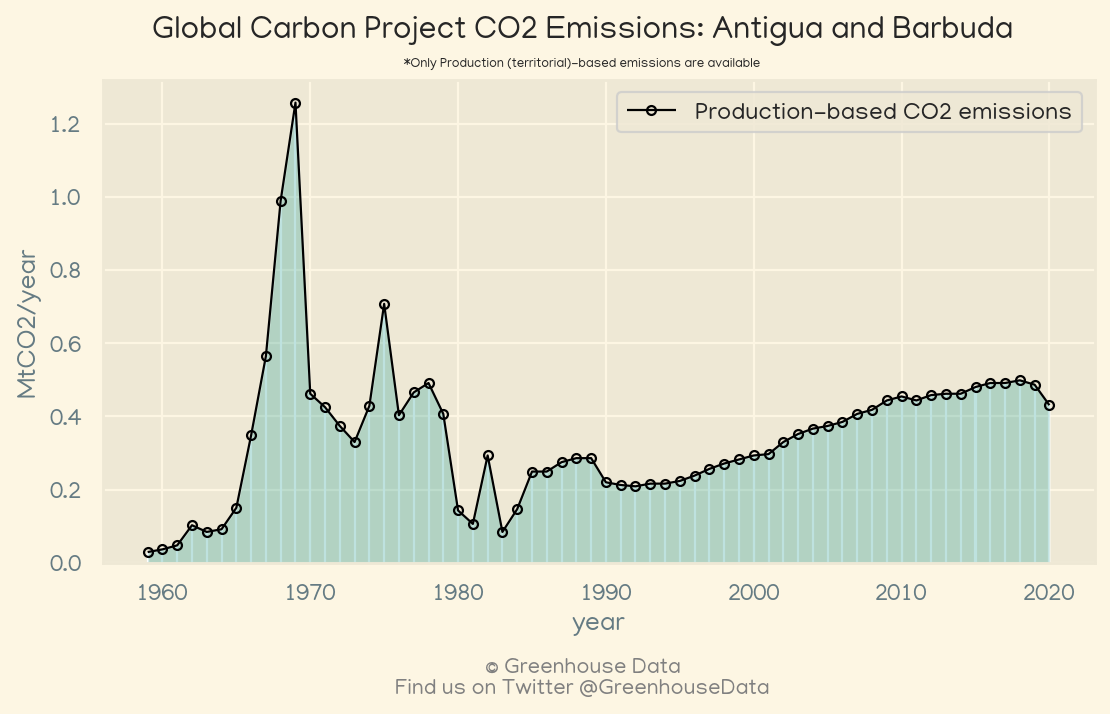 Global Carbon Project CO2 Emissions: Antigua and Barbuda
*Only Production (territorial)-based emissions are available
Production-based CO2 emissions
MtCO2/year
1.2
1.0
0.8
0.6
0.4
0.2
0.0
1960 1970 1980 1990 2000 2010 2020
year
© Greenhouse Data
Find us on Twitter @GreenhouseData